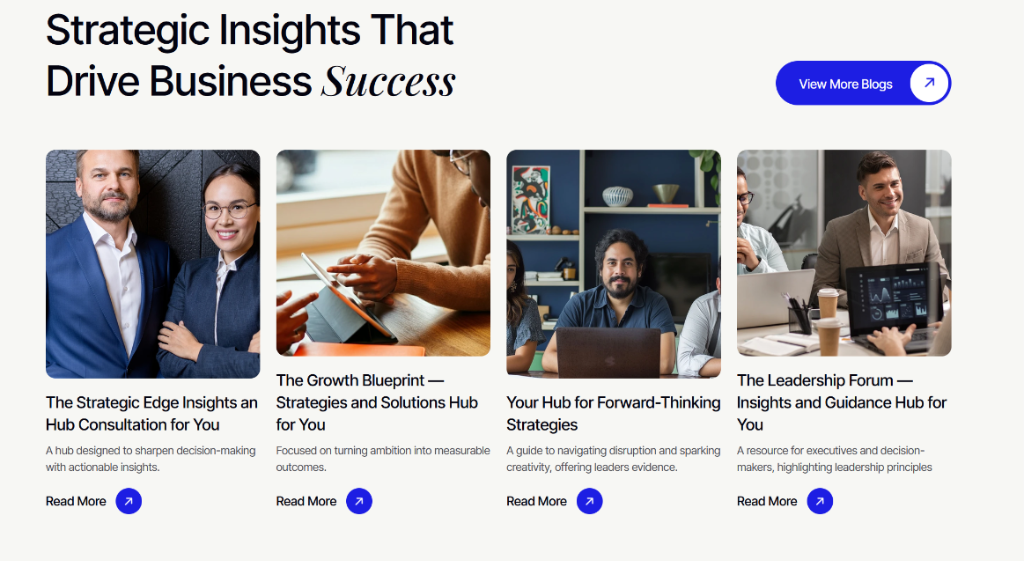 Strategic Insights That
Drive Business Success
View More Blogs
The Strategic Edge Insights an
Hub Consultation for You
A hub designed to sharpen decision-making
with actionable insights.
Read More
The Growth Blueprint —
Strategies and Solutions Hub
for You
Focused on turning ambition into measurable
outcomes.
Read More
Your Hub for Forward-Thinking
Strategies
A guide to navigating disruption and sparking
creativity, offering leaders evidence.
Read More
The Leadership Forum —
Insights and Guidance Hub for
You
A resource for executives and decision-
makers, highlighting leadership principles
Read More